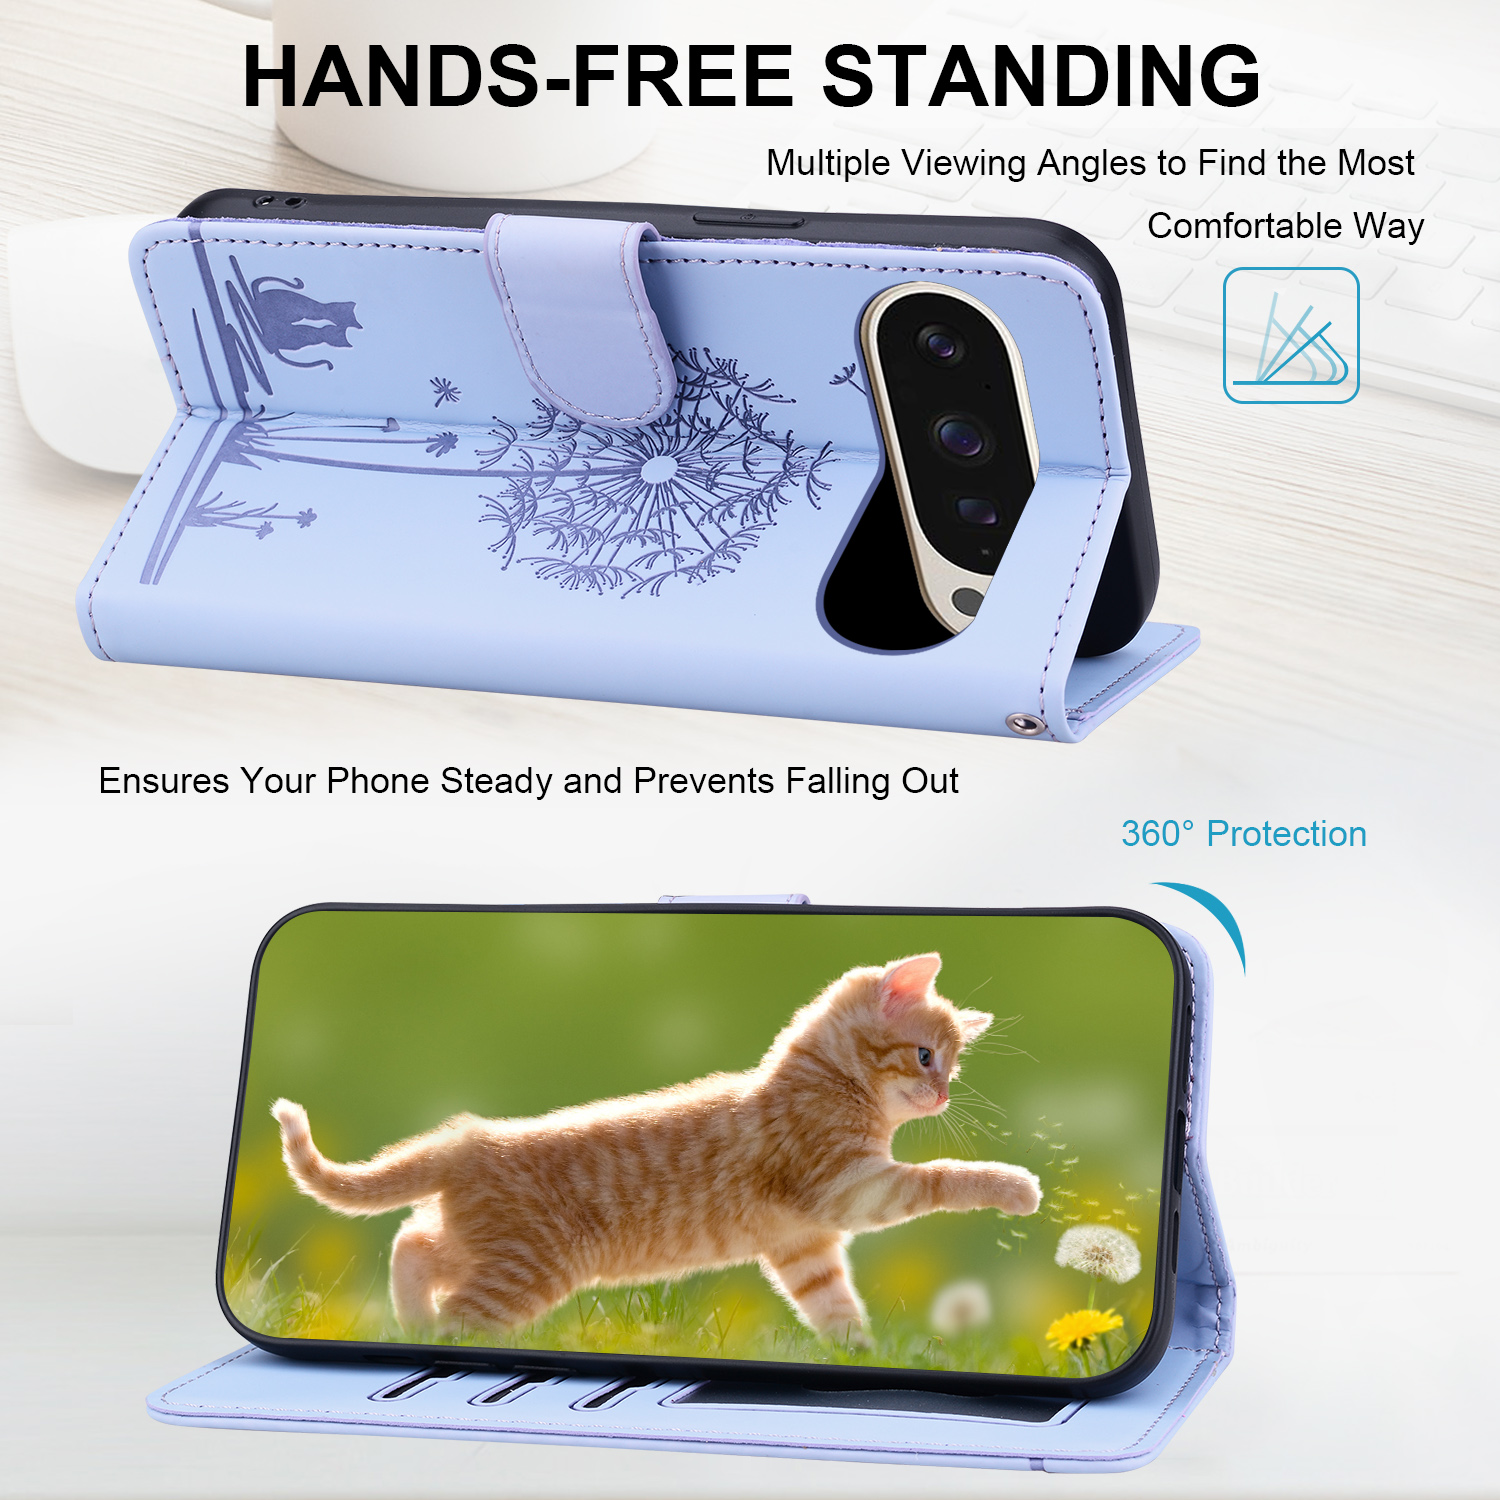 HANDS-FREE STANDING
Multiple Viewing Angles to Find the Most
Comfortable Way
Ensures Your Phone Steady and Prevents Falling Out
360° Protection